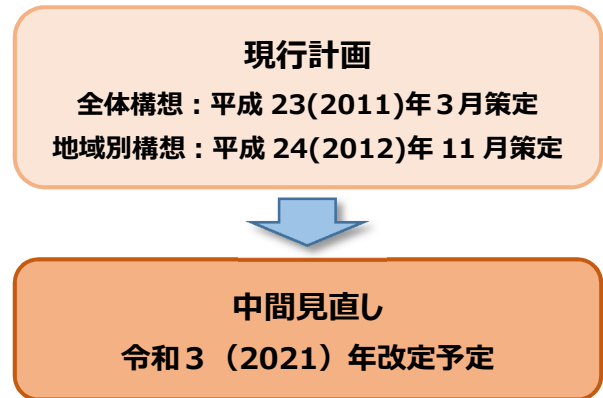 現行計画
全体構想：平成 23(2011)年３月策定
地域別構想：平成 24(2012)年 11 月策定
中間見直し
令和３（2021）年改定予定